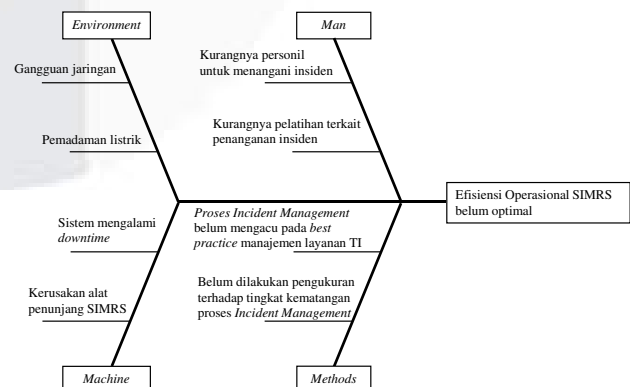 Environment
Man
Gangguan jaringan
Kurangnya personil
untuk menangani insiden
Pemadaman listrik
Kurangnya pelatihan terkait
penanganan insiden
Efisiensi Operasional SIMRS
belum optimal
Sistem mengalami
downtime
Proses Incident Management
belum mengacu pada best
practice manajemen layanan TI
Kerusakan alat
penunjang SIMRS
Belum dilakukan pengukuran
terhadap tingkat kematangan
proses Incident Management
Machine
Methods